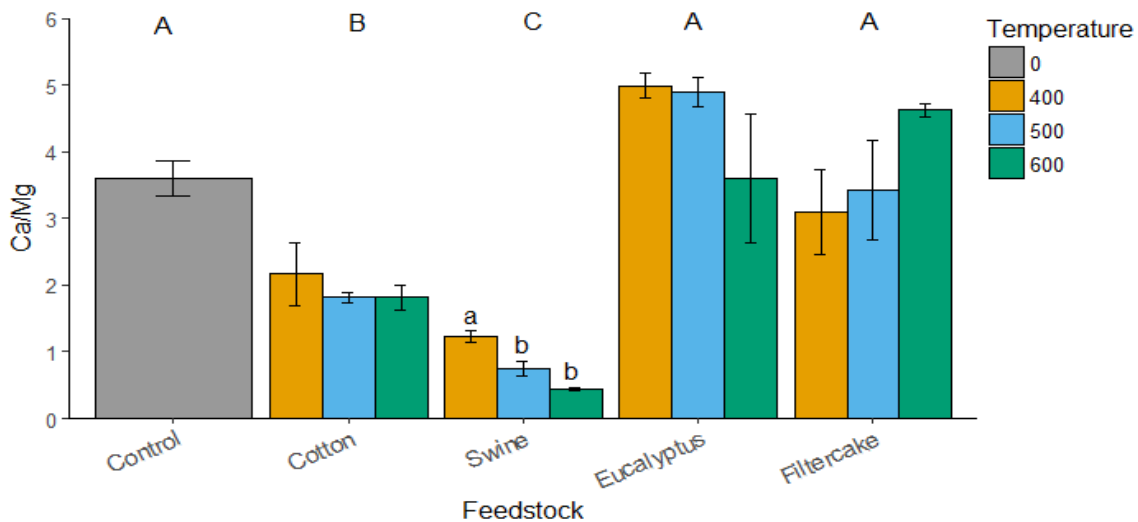 A B C A A
Temperature
0
400
500
600
6
5
4
3
2
1
0
Ca/Mg
a
b
b
Control Cotton Swine Eucalyptus Filtercake
Feedstock